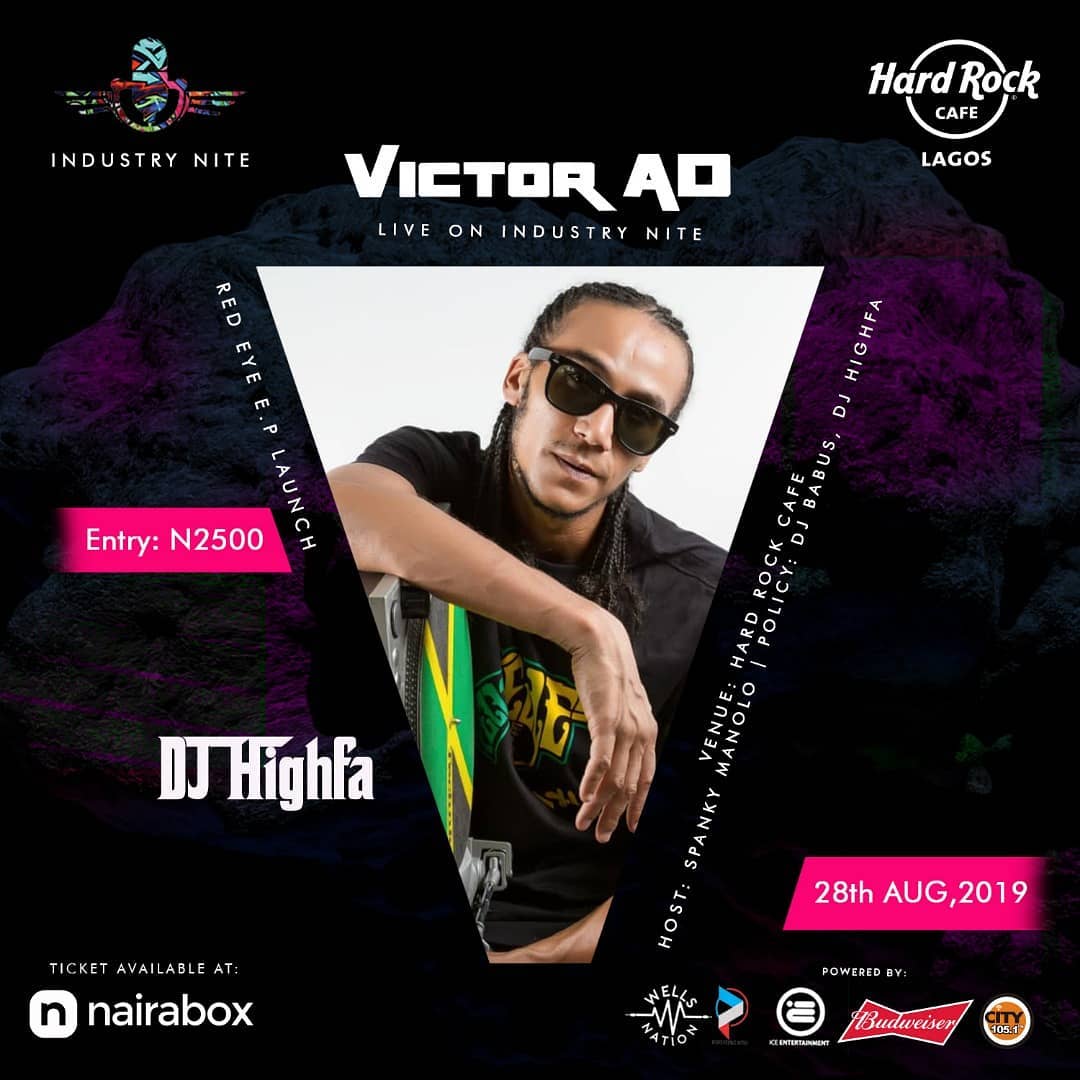 INDUSTRY NITE
Hard Rock
CAFE
LAGOS
VICTOR AD
LIVE ON INDUSTRY NITE
RED EYE E.P LAUNCH
Entry: N2500
DJ Highfa
VENUE: HARD ROCK CAFE
HOST: SPANKY MANOLO | POLICY: DJ BABUS, DJ HIGHFA
28th AUG,2019
TICKET AVAILABLE AT:
n nairabox
POWERED BY:
WELLS
NATION
ICE ENTERTAINMENT
Budweiser
CITY
105.1